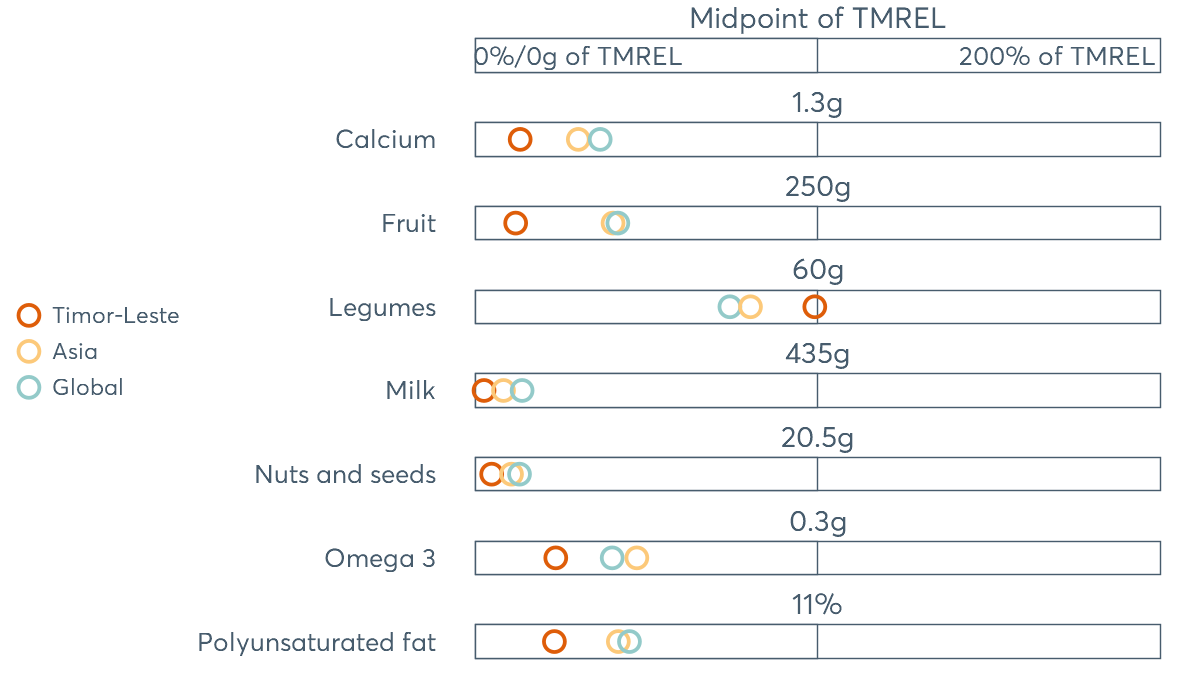 Midpoint of TMREL
0%/0g of TMREL
200% of TMREL
1.3g
Calcium
250g
Fruit
60g
Legumes
435g
Milk
20.5g
Nuts and seeds
0.3g
Omega 3
11%
Polyunsaturated fat
Timor-Leste
Asia
Global